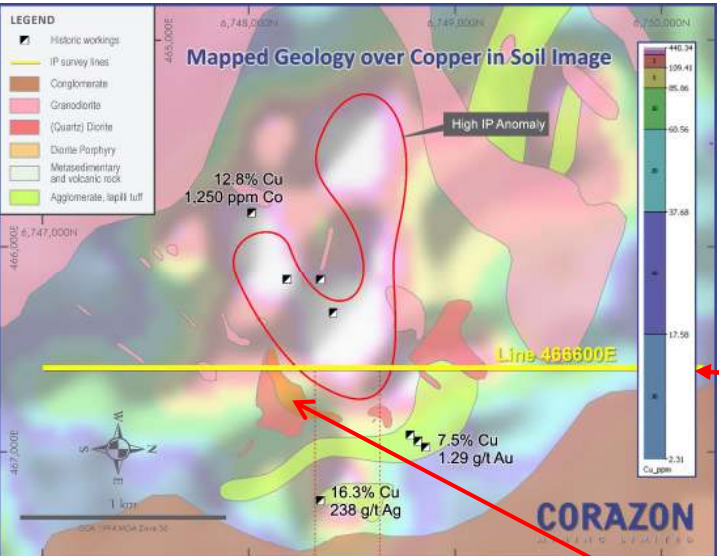 LEGEND
Historic workings
IP survey lines
Conglomerate
Granodiorite
(Quartz) Diorite
Diorite Porphyry
Metasedimentary
and volcanic rock
Agglomerate, lapilli tuff
6,748,000N
6,749,000N
6,750,000N
465,000E
Mapped Geology over Copper in Soil Image
High IP Anomaly
12.8% Cu
1,250 ppm Co
6,747,000N
466,000E
Line 466600E
7.5% Cu
1.29 g/t Au
16.3% Cu
238 g/t Ag
467,000E
W
S
N
E
1 km
440.34
109.41
85.06
60.56
37.68
17.58
2.31
Cu_ppm
CORAZON
MINING LIMITED